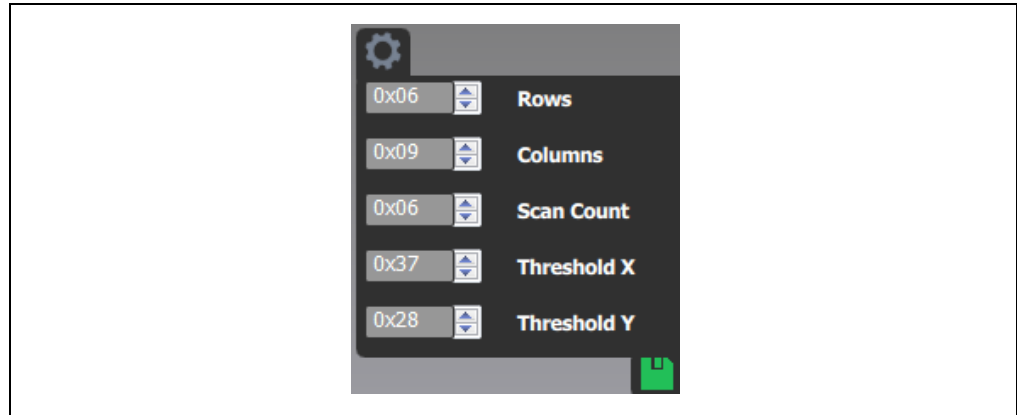 0x06 Rows
0x09 Columns
0x06 Scan Count
0x37 Threshold X
0x28 Threshold Y